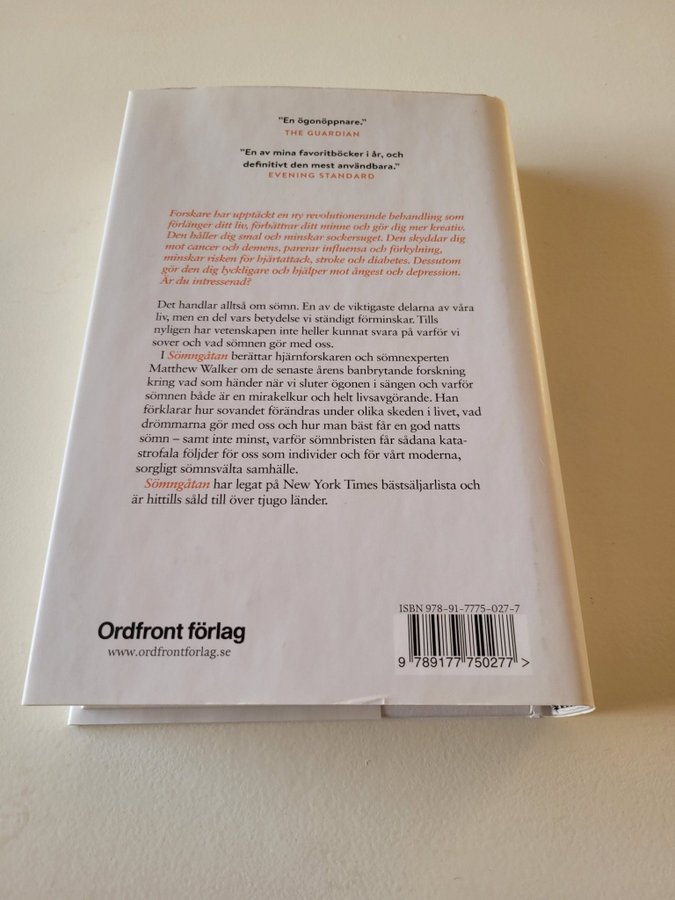 "En ögonöppnare."
THE GUARDIAN
"En av mina favoritböcker i år, och
definitivt den mest användbara."
EVENING STANDARD
Forskare har upptäckt en ny revolutionerande behandling som
förlänger ditt liv, förbättrar ditt minne och gör dig mer kreativ.
Den håller dig smal och minskar sockersuget. Den skyddar dig
mot cancer och demens, parerar influensa och förkylning,
minskar risken för hjärtattack, stroke och diabetes. Dessutom
gör den dig lyckligare och hjälper mot ångest och depression.
Är du intresserad?
Det handlar alltså om sömn. En av de viktigaste delarna av våra
liv, men en del vars betydelse vi ständigt förminskar. Tills
nyligen har vetenskapen inte heller kunnat svara på varför vi
sover och vad sömnen gör med oss.
I Sömngåtan berättar hjärnforskaren och sömnexperten
Matthew Walker om de senaste årens banbrytande forskning
kring vad som händer när vi sluter ögonen i sängen och varför
sömnen både är en mirakelkur och helt livsavgörande. Han
förklarar hur sovandet förändras under olika skeden i livet, vad
drömmarna gör med oss och hur man bäst får en god natts
sömn – samt inte minst, varför sömnbristen får sådana kata-
strofala följder för oss som individer och för vårt moderna,
sorgligt sömnsvälta samhälle.
Sömngåtan har legat på New York Times bästsäljarlista och
är hittills såld till över tjugo länder.
ISBN 978-91-7775-027-7
Ordfront förlag
www.ordfrontforlag.se
9 789177 750277 >